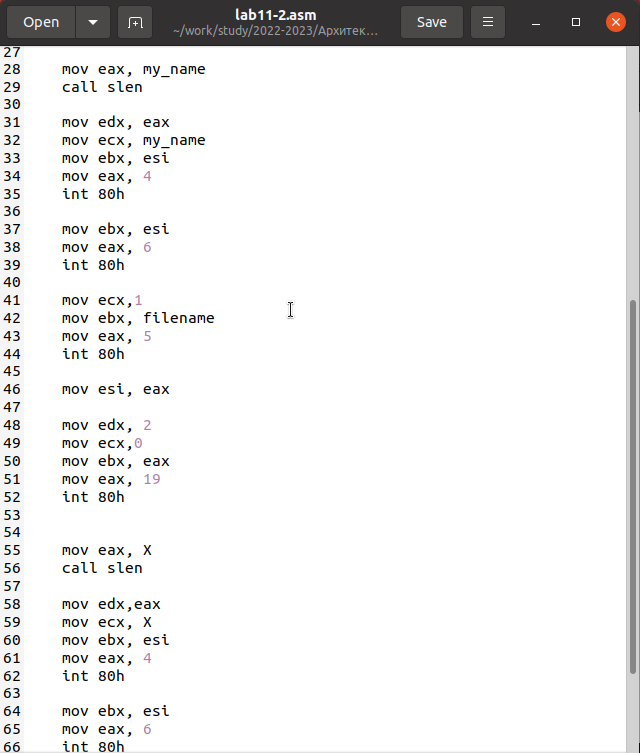 Open
lab11-2.asm
~/work/study/2022-2023/Архитек...
Save
27
28 mov eax, my_name
29 call slen
30
31 mov edx, eax
32 mov ecx, my_name
33 mov ebx, esi
34 mov eax, 4
35 int 80h
36
37 mov ebx, esi
38 mov eax, 6
39 int 80h
40
41 mov ecx,1
42 mov ebx, filename
43 mov eax, 5
44 int 80h
45
46 mov esi, eax
47
48 mov edx, 2
49 mov ecx,0
50 mov ebx, eax
51 mov eax, 19
52 int 80h
53
54
55 mov eax, X
56 call slen
57
58 mov edx,eax
59 mov ecx, X
60 mov ebx, esi
61 mov eax, 4
62 int 80h
63
64 mov ebx, esi
65 mov eax, 6
66 int 80h